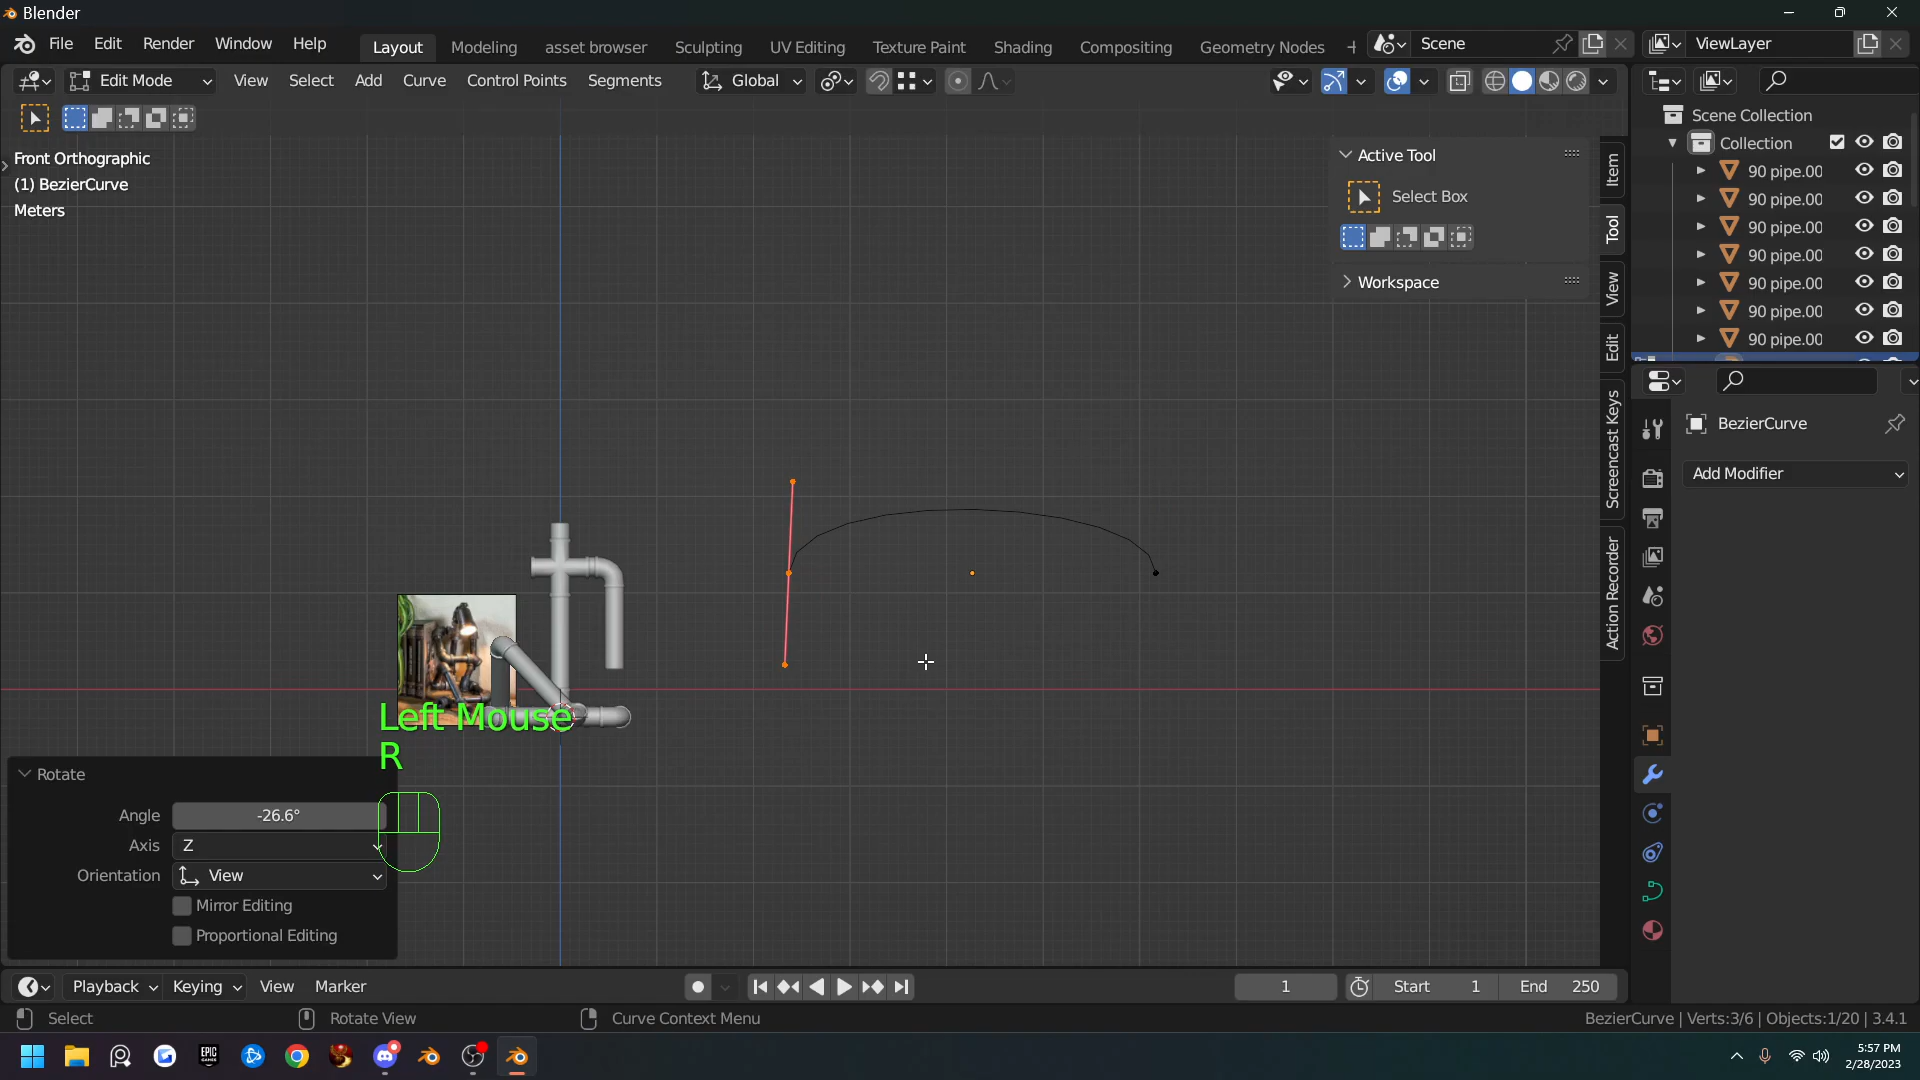 Blender
File Edit Render Window Help
Layout Modeling asset browser Sculpting UV Editing Texture Paint Shading Compositing Geometry Nodes
Scene
ViewLayer
Edit Mode View Select Add Curve Control Points Segments Global
Front Orthographic
(1) BezierCurve
Meters
Active Tool
Select Box
Workspace
Item
Tool
View
Edit
Screencast Keys
Action Recorder
Scene Collection
Collection
90 pipe.00
90 pipe.00
90 pipe.00
90 pipe.00
90 pipe.00
90 pipe.00
90 pipe.00
BezierCurve
Add Modifier
Left Mouse
R
Rotate
Angle -26.6°
Axis Z
Orientation View
Mirror Editing
Proportional Editing
Playback Keying View Marker
1
Start 1
End 250
Select
Rotate View
Curve Context Menu
BezierCurve | Verts:3/6 | Objects:1/20 | 3.4.1
EPIC
GAMES
5:57 PM
2/28/2023